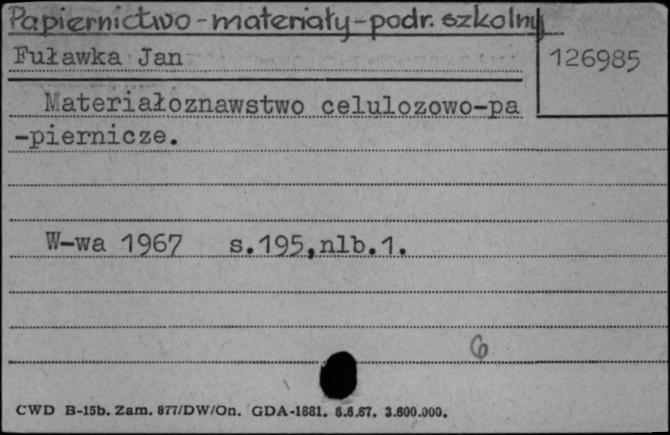 Papiernictwo-materiały-podr. szkolny
Fuławka Jan
126985
Materiałoznawstwo celulozowo-pa
-piernicze.
W-wa 1967 s.195,nlb.1.
6
CWD B-15b. Zam. 877/DW/On. GDA-1881. 6.6.67. 3.600.000.